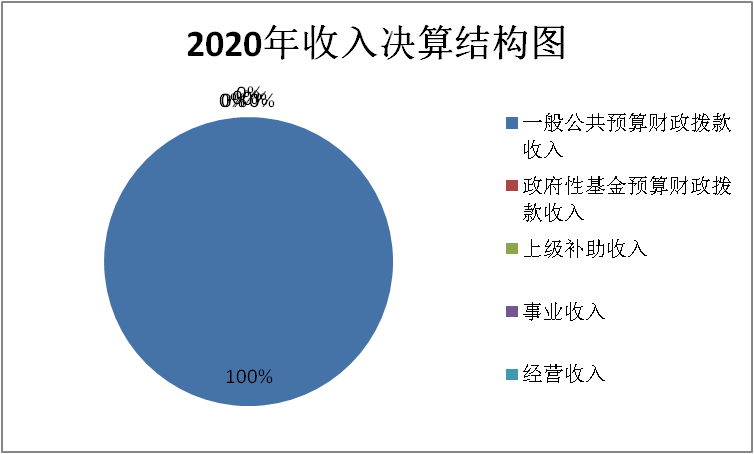 2020年收入决算结构图
0%
0%
100%
一般公共预算财政拨款
收入
政府性基金预算财政拨
款收入
上级补助收入
事业收入
经营收入